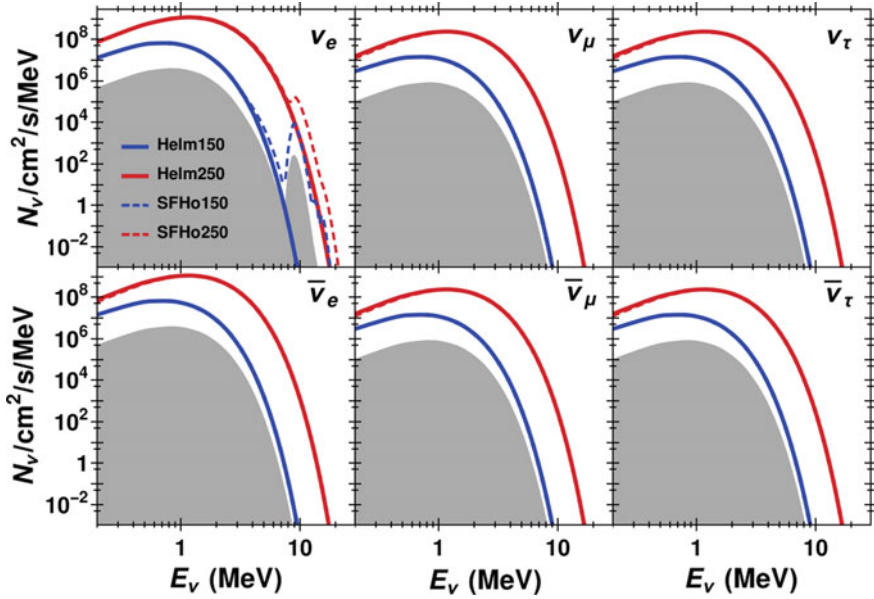 N_ν/cm²/s/MeV
10⁸
10⁶
10⁴
10²
1
10⁻²
ν_e
Helm150
Helm250
SFHo150
SFHo250
ν_μ
ν_τ
N_ν/cm²/s/MeV
10⁸
10⁶
10⁴
10²
1
10⁻²
ν̅_e
ν̅_μ
ν̅_τ
1 10
1 10
1 10
E_ν (MeV)
E_ν (MeV)
E_ν (MeV)